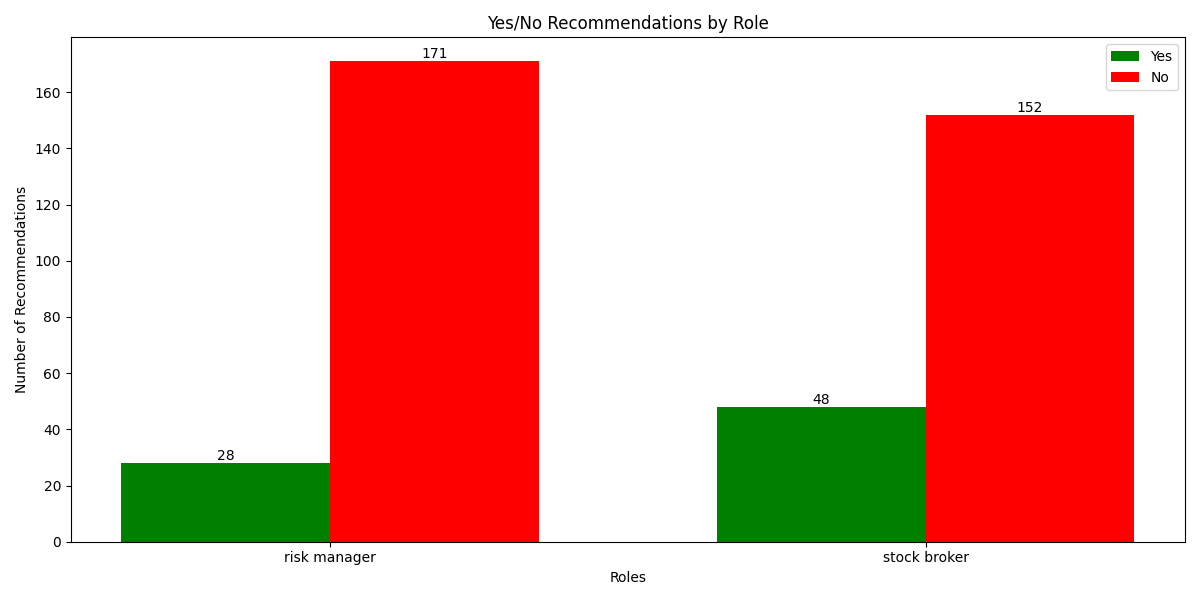 Yes/No Recommendations by Role
Yes
No
Number of Recommendations
160
140
120
100
80
60
40
20
0
28
171
48
152
risk manager
stock broker
Roles